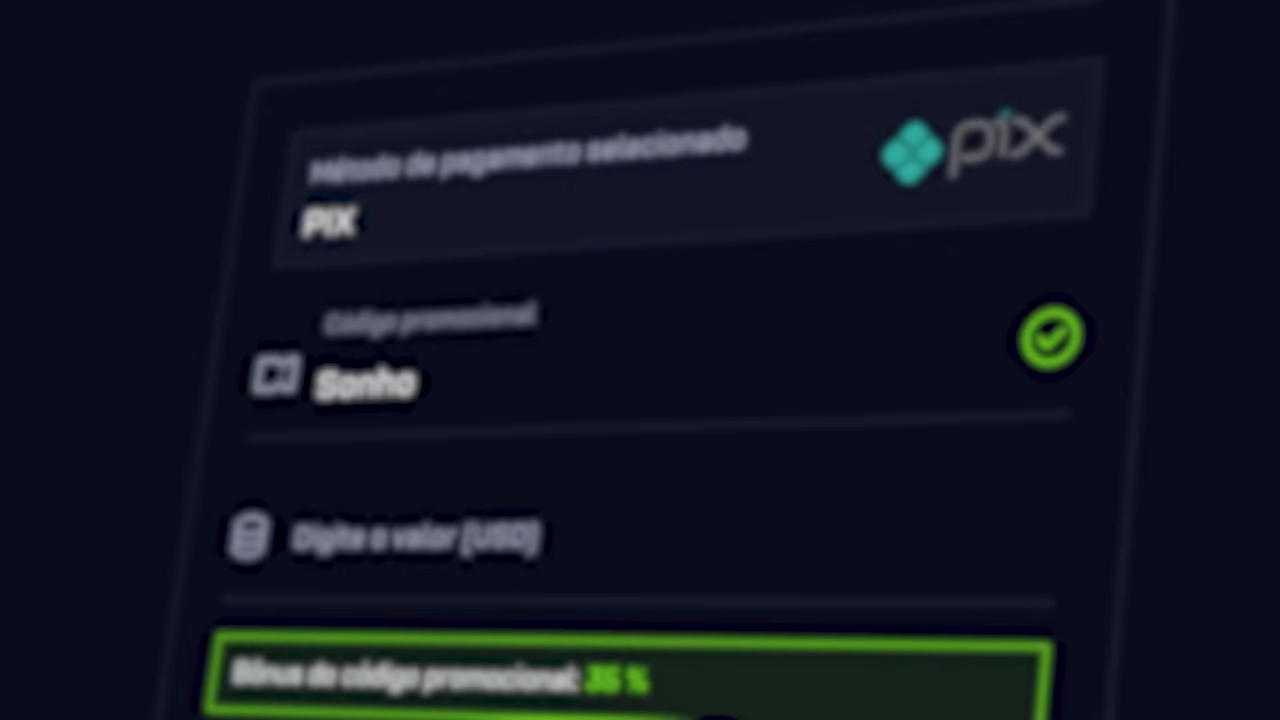 Método de pagamento selecionado
pix
PIX
Código promocional
Sonho
Digite o valor (USD)
Bônus do código promocional: 35 %